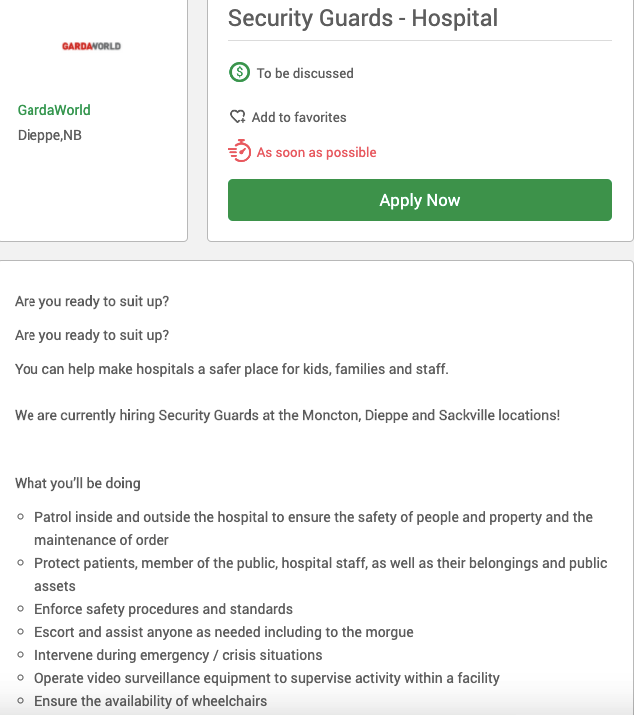 GARDAWORLD
GardaWorld
Dieppe,NB
Security Guards - Hospital
$ To be discussed
Add to favorites
As soon as possible
Apply Now
Are you ready to suit up?
Are you ready to suit up?
You can help make hospitals a safer place for kids, families and staff.
We are currently hiring Security Guards at the Moncton, Dieppe and Sackville locations!
What you’ll be doing
Patrol inside and outside the hospital to ensure the safety of people and property and the
maintenance of order
Protect patients, member of the public, hospital staff, as well as their belongings and public
assets
Enforce safety procedures and standards
Escort and assist anyone as needed including to the morgue
Intervene during emergency / crisis situations
Operate video surveillance equipment to supervise activity within a facility
Ensure the availability of wheelchairs